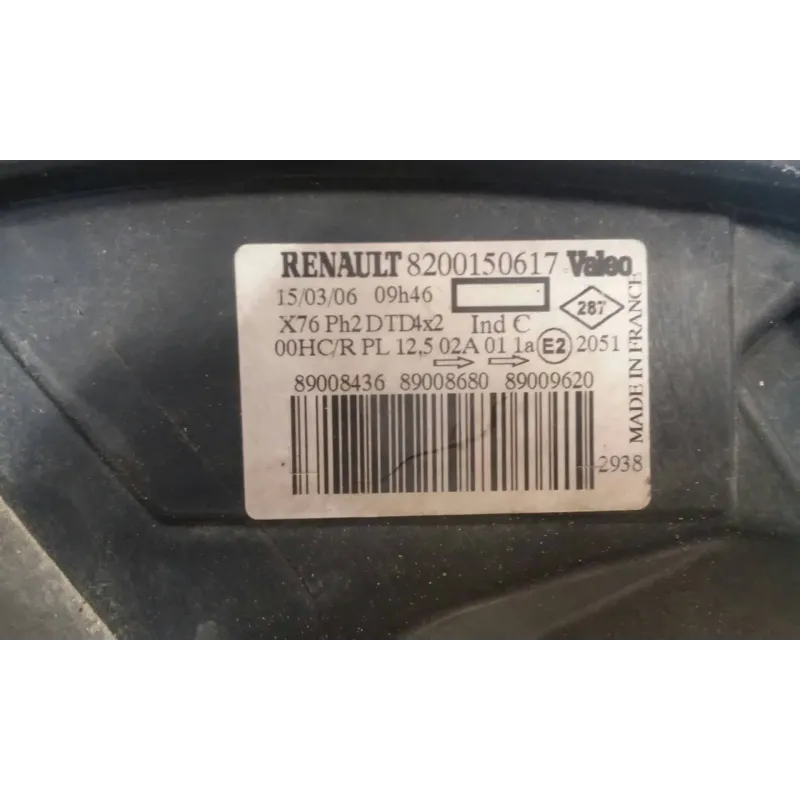 RENAULT 8200150617 Valeo
15/03/06 09h46 287
X76 Ph2 DTD4x2 Ind C
00HC/R PL 12,5 02A 01 1a E2 2051
89008436 89008680 89009620
2938
MADE IN FRANCE